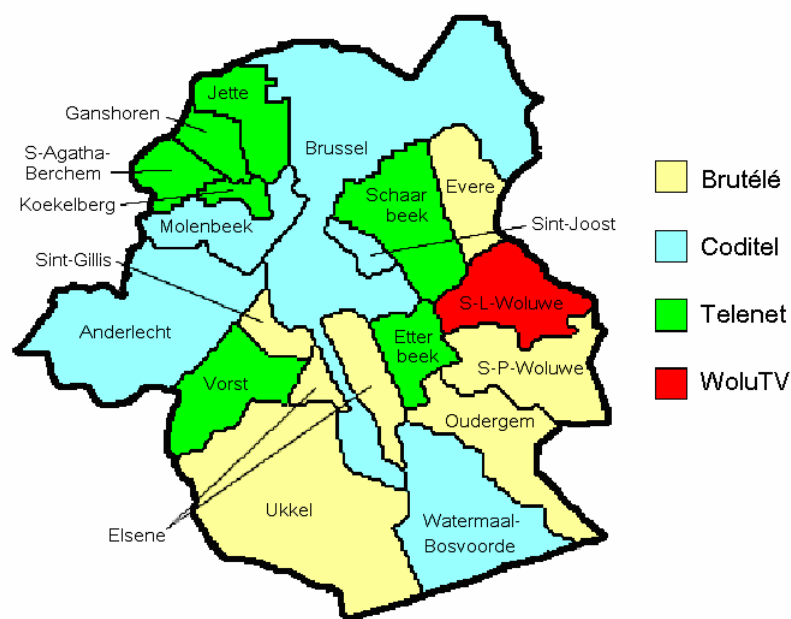 Jette
Ganshoren
S-Agatha-
Berchem
Koekelberg
Brussel
Molenbeek
Schaar
beek
Evere
Sint-Joost
Sint-Gillis
S-L-Woluwe
Anderlecht
Etter
beek
Vorst
S-P-Woluwe
Oudergem
Ukkel
Elsene
Watermaal-
Bosvoorde
Brutélé
Coditel
Telenet
WoluTV